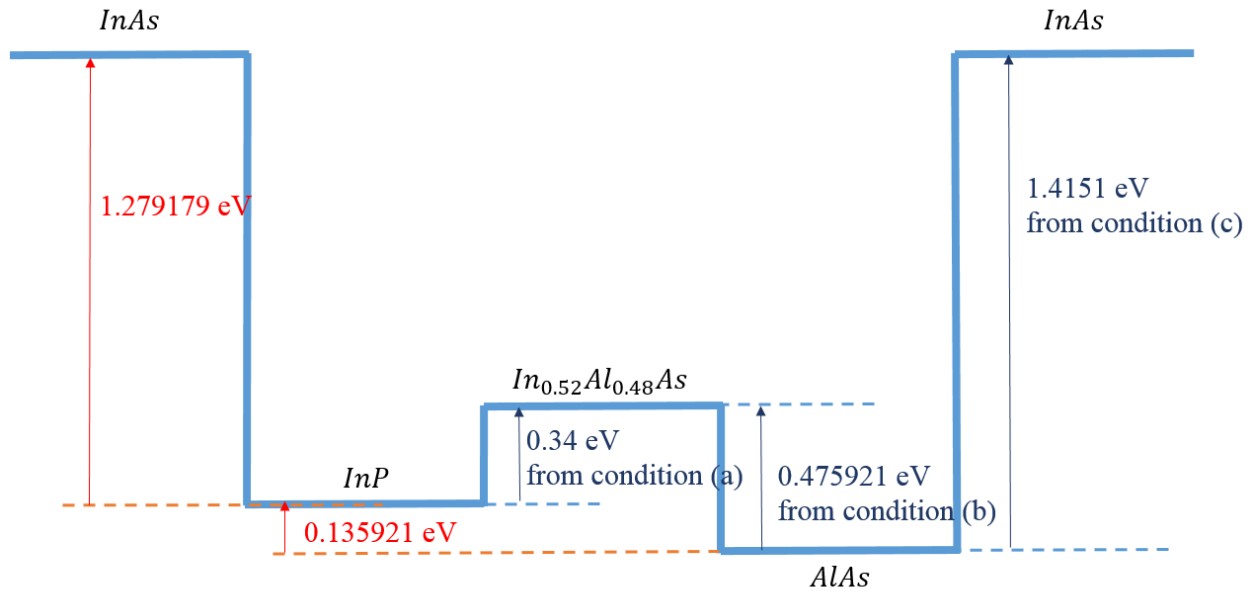 InAs
InAs
1.279179 eV
1.4151 eV
from condition (c)
In₀.₅₂Al₀.₄₈As
0.34 eV
from condition (a)
0.475921 eV
from condition (b)
InP
0.135921 eV
AlAs